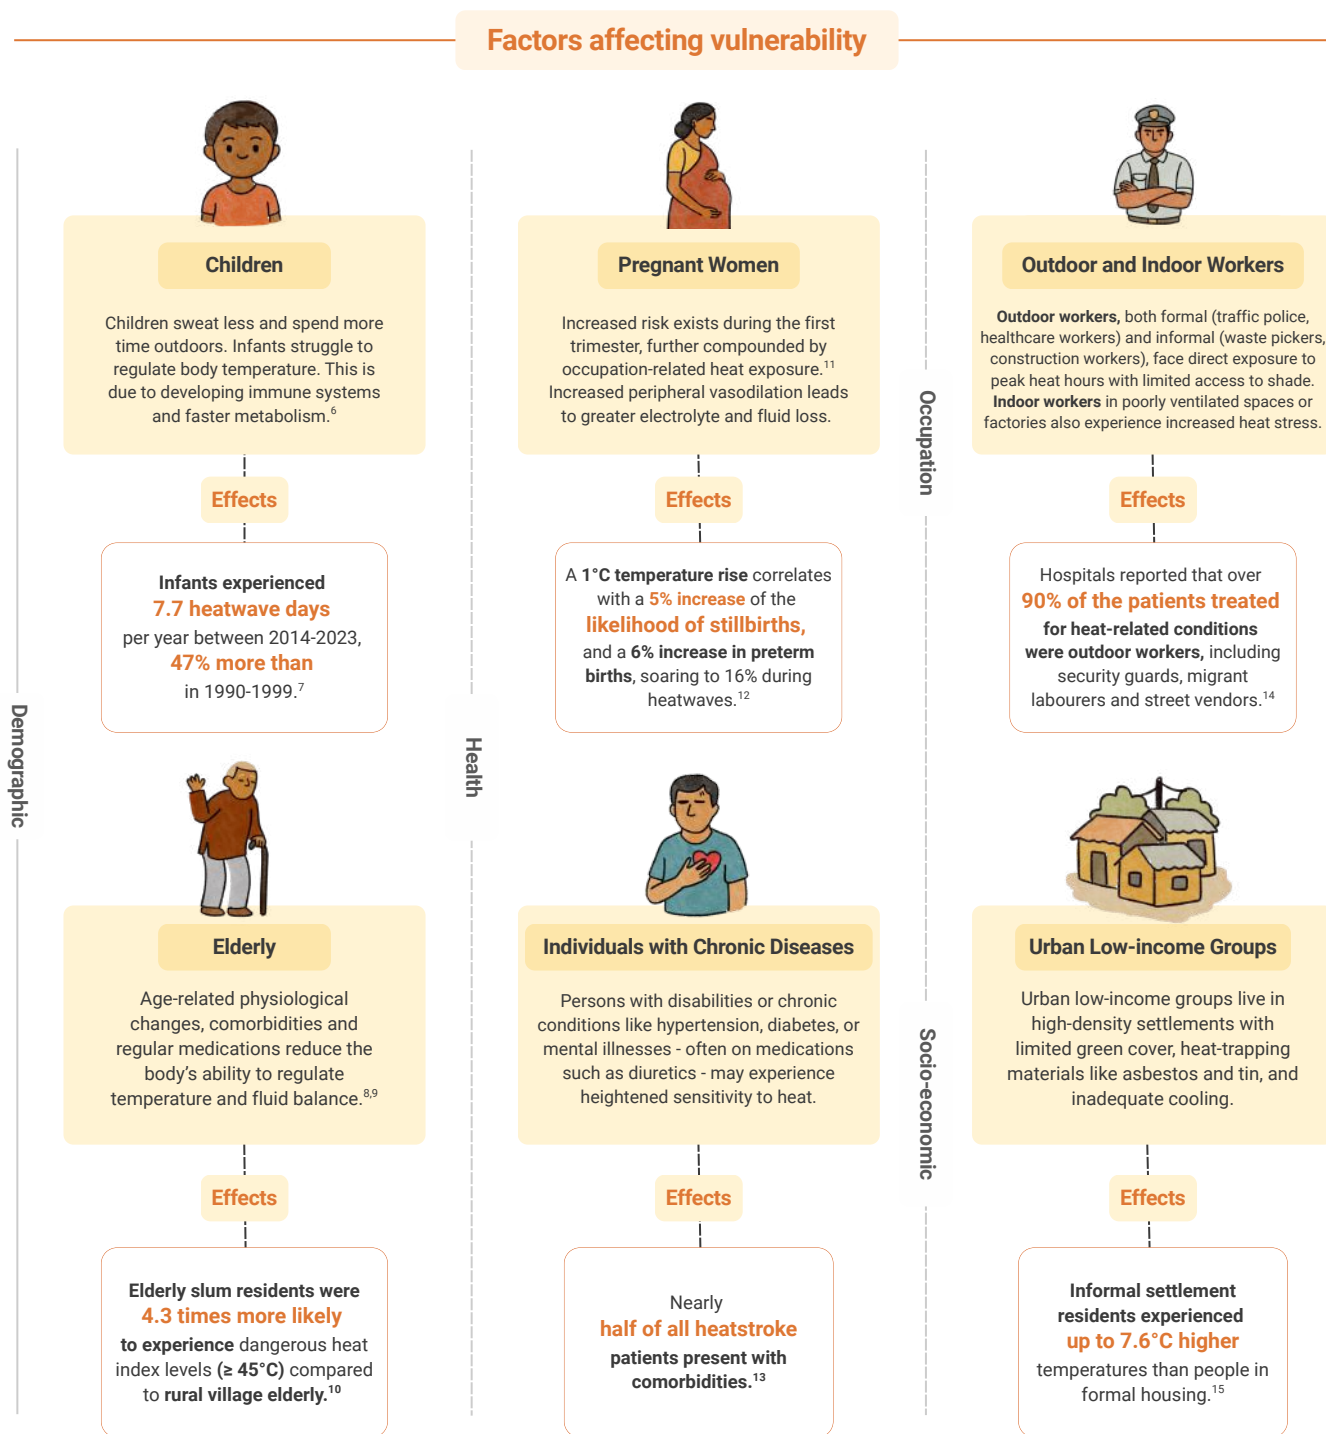 Factors affecting vulnerability
Demographic
Children
Children sweat less and spend more
time outdoors. Infants struggle to
regulate body temperature. This is
due to developing immune systems
and faster metabolism.6
Effects
Infants experienced
7.7 heatwave days
per year between 2014-2023,
47% more than
in 1990-1999.7
Elderly
Age-related physiological
changes, comorbidities and
regular medications reduce the
body's ability to regulate
temperature and fluid balance.8,9
Effects
Elderly slum residents were
4.3 times more likely
to experience dangerous heat
index levels (≥ 45°C) compared
to rural village elderly.10
Health
Pregnant Women
Increased risk exists during the first
trimester, further compounded by
occupation-related heat exposure.11
Increased peripheral vasodilation leads
to greater electrolyte and fluid loss.
Effects
A 1°C temperature rise correlates
with a 5% increase of the
likelihood of stillbirths,
and a 6% increase in preterm
births, soaring to 16% during
heatwaves.12
Individuals with Chronic Diseases
Persons with disabilities or chronic
conditions like hypertension, diabetes, or
mental illnesses - often on medications
such as diuretics - may experience
heightened sensitivity to heat.
Effects
Nearly
half of all heatstroke
patients present with
comorbidities.13
Occupation
Outdoor and Indoor Workers
Outdoor workers, both formal (traffic police,
healthcare workers) and informal (waste pickers,
construction workers), face direct exposure to
peak heat hours with limited access to shade.
Indoor workers in poorly ventilated spaces or
factories also experience increased heat stress.
Effects
Hospitals reported that over
90% of the patients treated
for heat-related conditions
were outdoor workers, including
security guards, migrant
labourers and street vendors.14
Socio-economic
Urban Low-income Groups
Urban low-income groups live in
high-density settlements with
limited green cover, heat-trapping
materials like asbestos and tin, and
inadequate cooling.
Effects
Informal settlement
residents experienced
up to 7.6°C higher
temperatures than people in
formal housing.15